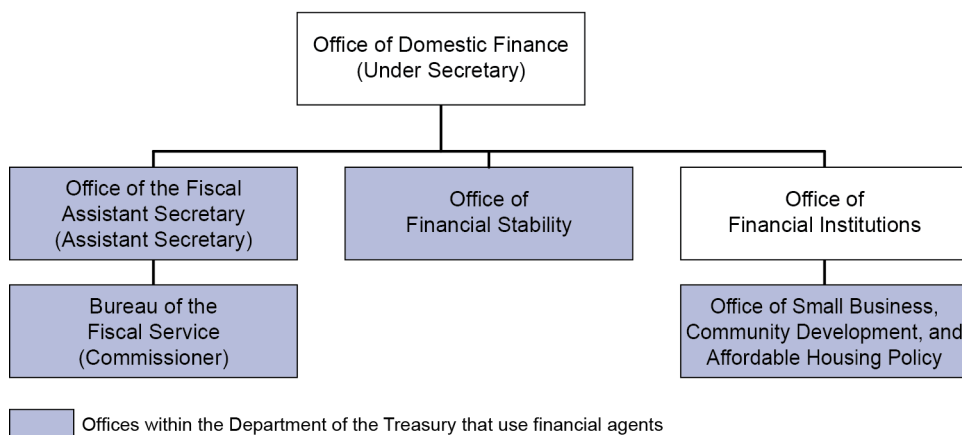 Office of Domestic Finance
(Under Secretary)
Office of the Fiscal
Assistant Secretary
(Assistant Secretary)
Office of
Financial Stability
Office of
Financial Institutions
Bureau of the
Fiscal Service
(Commissioner)
Office of Small Business,
Community Development, and
Affordable Housing Policy
Offices within the Department of the Treasury that use financial agents